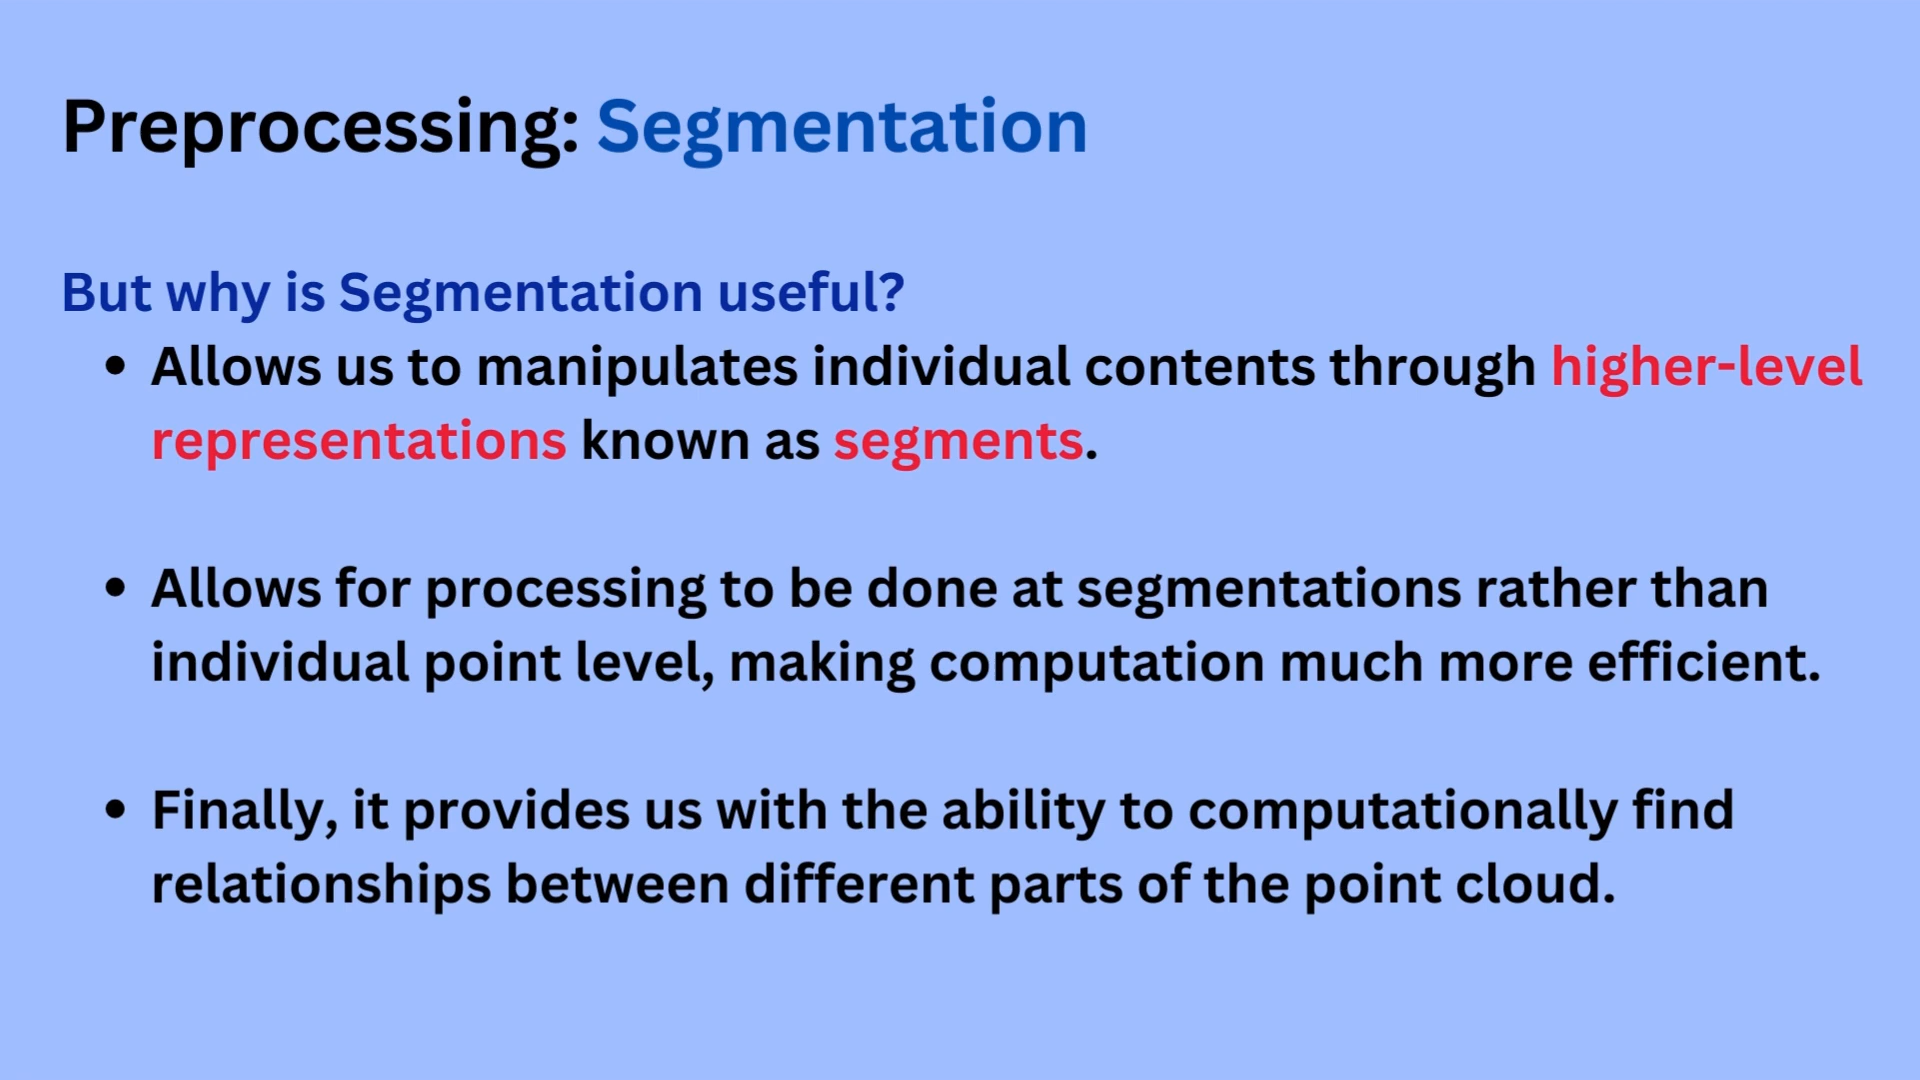 Preprocessing: Segmentation
But why is Segmentation useful?
• Allows us to manipulates individual contents through higher-level
representations known as segments.
• Allows for processing to be done at segmentations rather than
individual point level, making computation much more efficient.
• Finally, it provides us with the ability to computationally find
relationships between different parts of the point cloud.